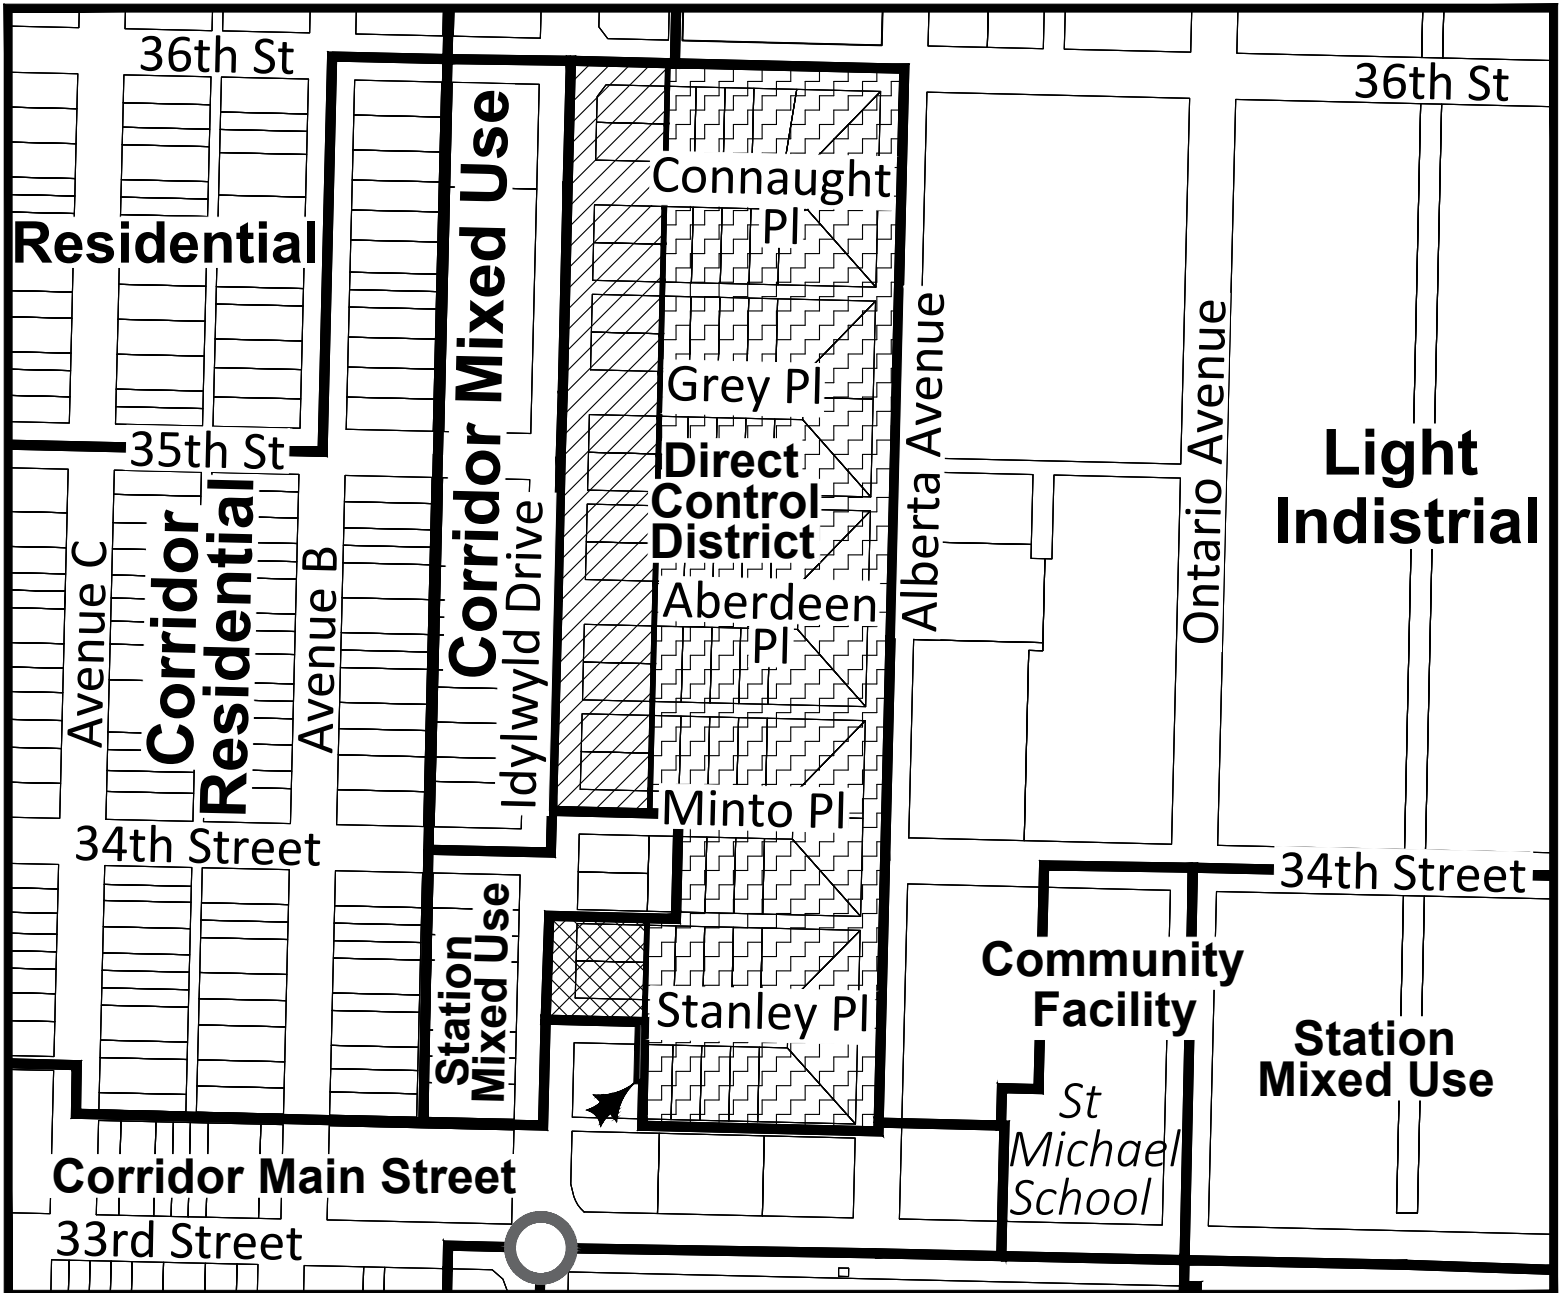 36th St
36th St
Corridor Mixed Use
Connaught
Pl
Residential
Grey Pl
Alberta Avenue
Ontario Avenue
35th St
Direct
Control
District
Light
Indistrial
Avenue C
Corridor
Residential
Avenue B
Idylwyld Drive
Aberdeen
Pl
Minto Pl
34th Street
34th Street
Station
Mixed Use
Community
Facility
Stanley Pl
Station
Mixed Use
St
Michael
School
Corridor Main Street
33rd Street